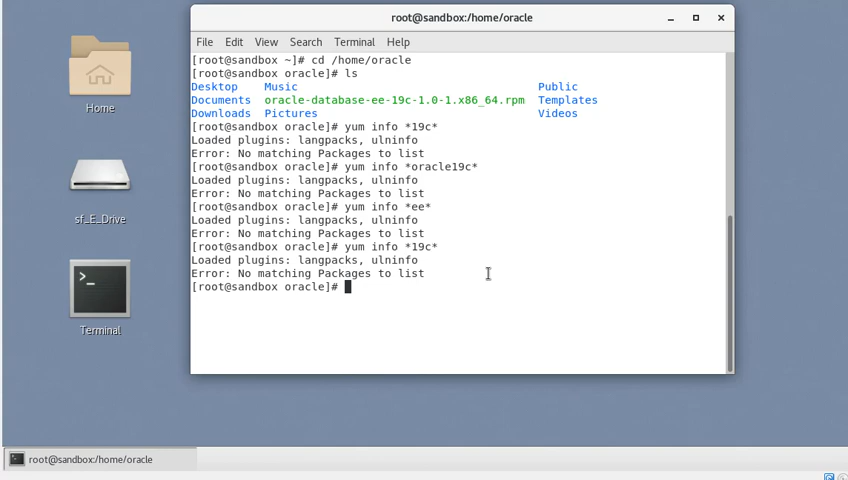 root@sandbox:/home/oracle
File Edit View Search Terminal Help
[root@sandbox ~]# cd /home/oracle
[root@sandbox oracle]# ls
Desktop Music Public
Documents oracle-database-ee-19c-1.0-1.x86_64.rpm Templates
Downloads Pictures Videos
[root@sandbox oracle]# yum info *19c*
Loaded plugins: langpacks, ulninfo
Error: No matching Packages to list
[root@sandbox oracle]# yum info *oracle19c*
Loaded plugins: langpacks, ulninfo
Error: No matching Packages to list
[root@sandbox oracle]# yum info *ee*
Loaded plugins: langpacks, ulninfo
Error: No matching Packages to list
[root@sandbox oracle]# yum info *19c*
Loaded plugins: langpacks, ulninfo
Error: No matching Packages to list
[root@sandbox oracle]#
Home
sf_E_Drive
>_
Terminal
root@sandbox:/home/oracle